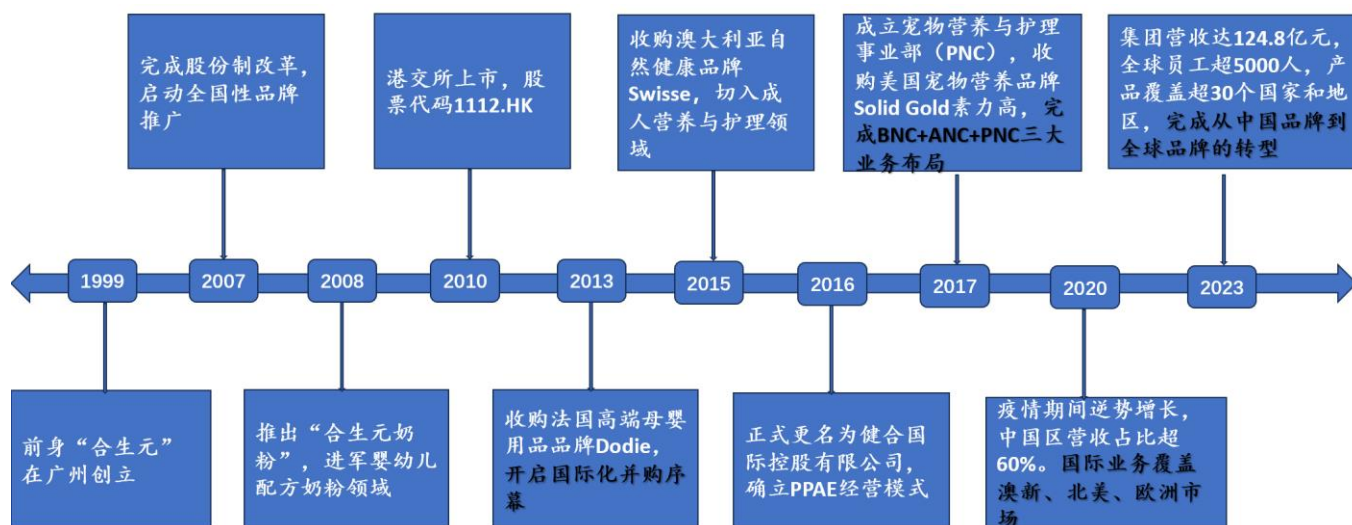 完成股份制改革，
启动全国性品牌
推广
港交所上市，股
票代码1112.HK
收购澳大利亚自
然健康品牌
Swisse，切入成
人营养与护理领
域
成立宠物营养与护理
事业部（PNC），收
购美国宠物营养品牌
Solid Gold素力高，完
成BNC+ANC+PNC三大
业务布局
集团营收达124.8亿元，
全球员工超5000人，产
品覆盖超30个国家和地
区，完成从中国品牌到
全球品牌的转型
1999
2007
2008
2010
2013
2015
2016
2017
2020
2023
前身“合生元”
在广州创立
推出“合生元奶
粉”，进军婴幼儿
配方奶粉领域
收购法国高端母婴
用品品牌Dodie，
开启国际化并购序
幕
正式更名为健合国
际控股有限公司，
确立PPAE经营模式
疫情期间逆势增长，
中国区营收占比超
60%。国际业务覆盖
澳新、北美、欧洲市
场